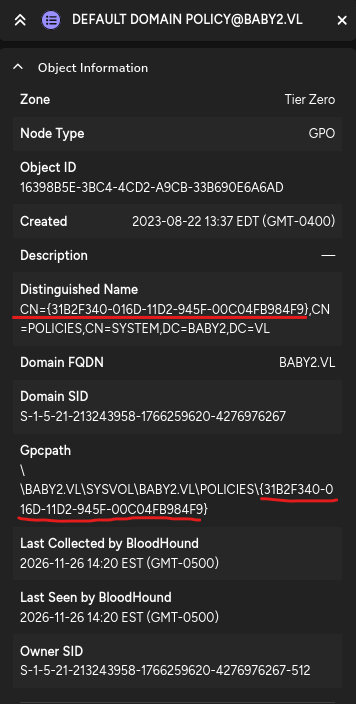 DEFAULT DOMAIN POLICY@BABY2.VL
Object Information
Zone Tier Zero
Node Type GPO
Object ID
16398B5E-3BC4-4CD2-A9CB-33B690E6A6AD
Created 2023-08-22 13:37 EDT (GMT-0400)
Description —
Distinguished Name
CN={31B2F340-016D-11D2-945F-00C04FB984F9},CN
=POLICIES,CN=SYSTEM,DC=BABY2,DC=VL
Domain FQDN BABY2.VL
Domain SID
S-1-5-21-213243958-1766259620-4276976267
Gpcpath
\
\BABY2.VL\SYSVOL\BABY2.VL\POLICIES\{31B2F340-0
16D-11D2-945F-00C04FB984F9}
Last Collected by BloodHound
2026-11-26 14:20 EST (GMT-0500)
Last Seen by BloodHound
2026-11-26 14:20 EST (GMT-0500)
Owner SID
S-1-5-21-213243958-1766259620-4276976267-512